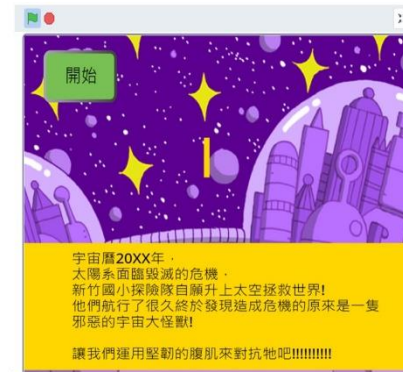 開始
宇宙曆20XX年，
太陽系面臨毀滅的危機，
新竹國小探險隊自願升上太空拯救世界!
他們航行了很久終於發現造成危機的原來是一隻
邪惡的宇宙大怪獸!
讓我們運用堅韌的腹肌來對抗牠吧!!!!!!!!!!